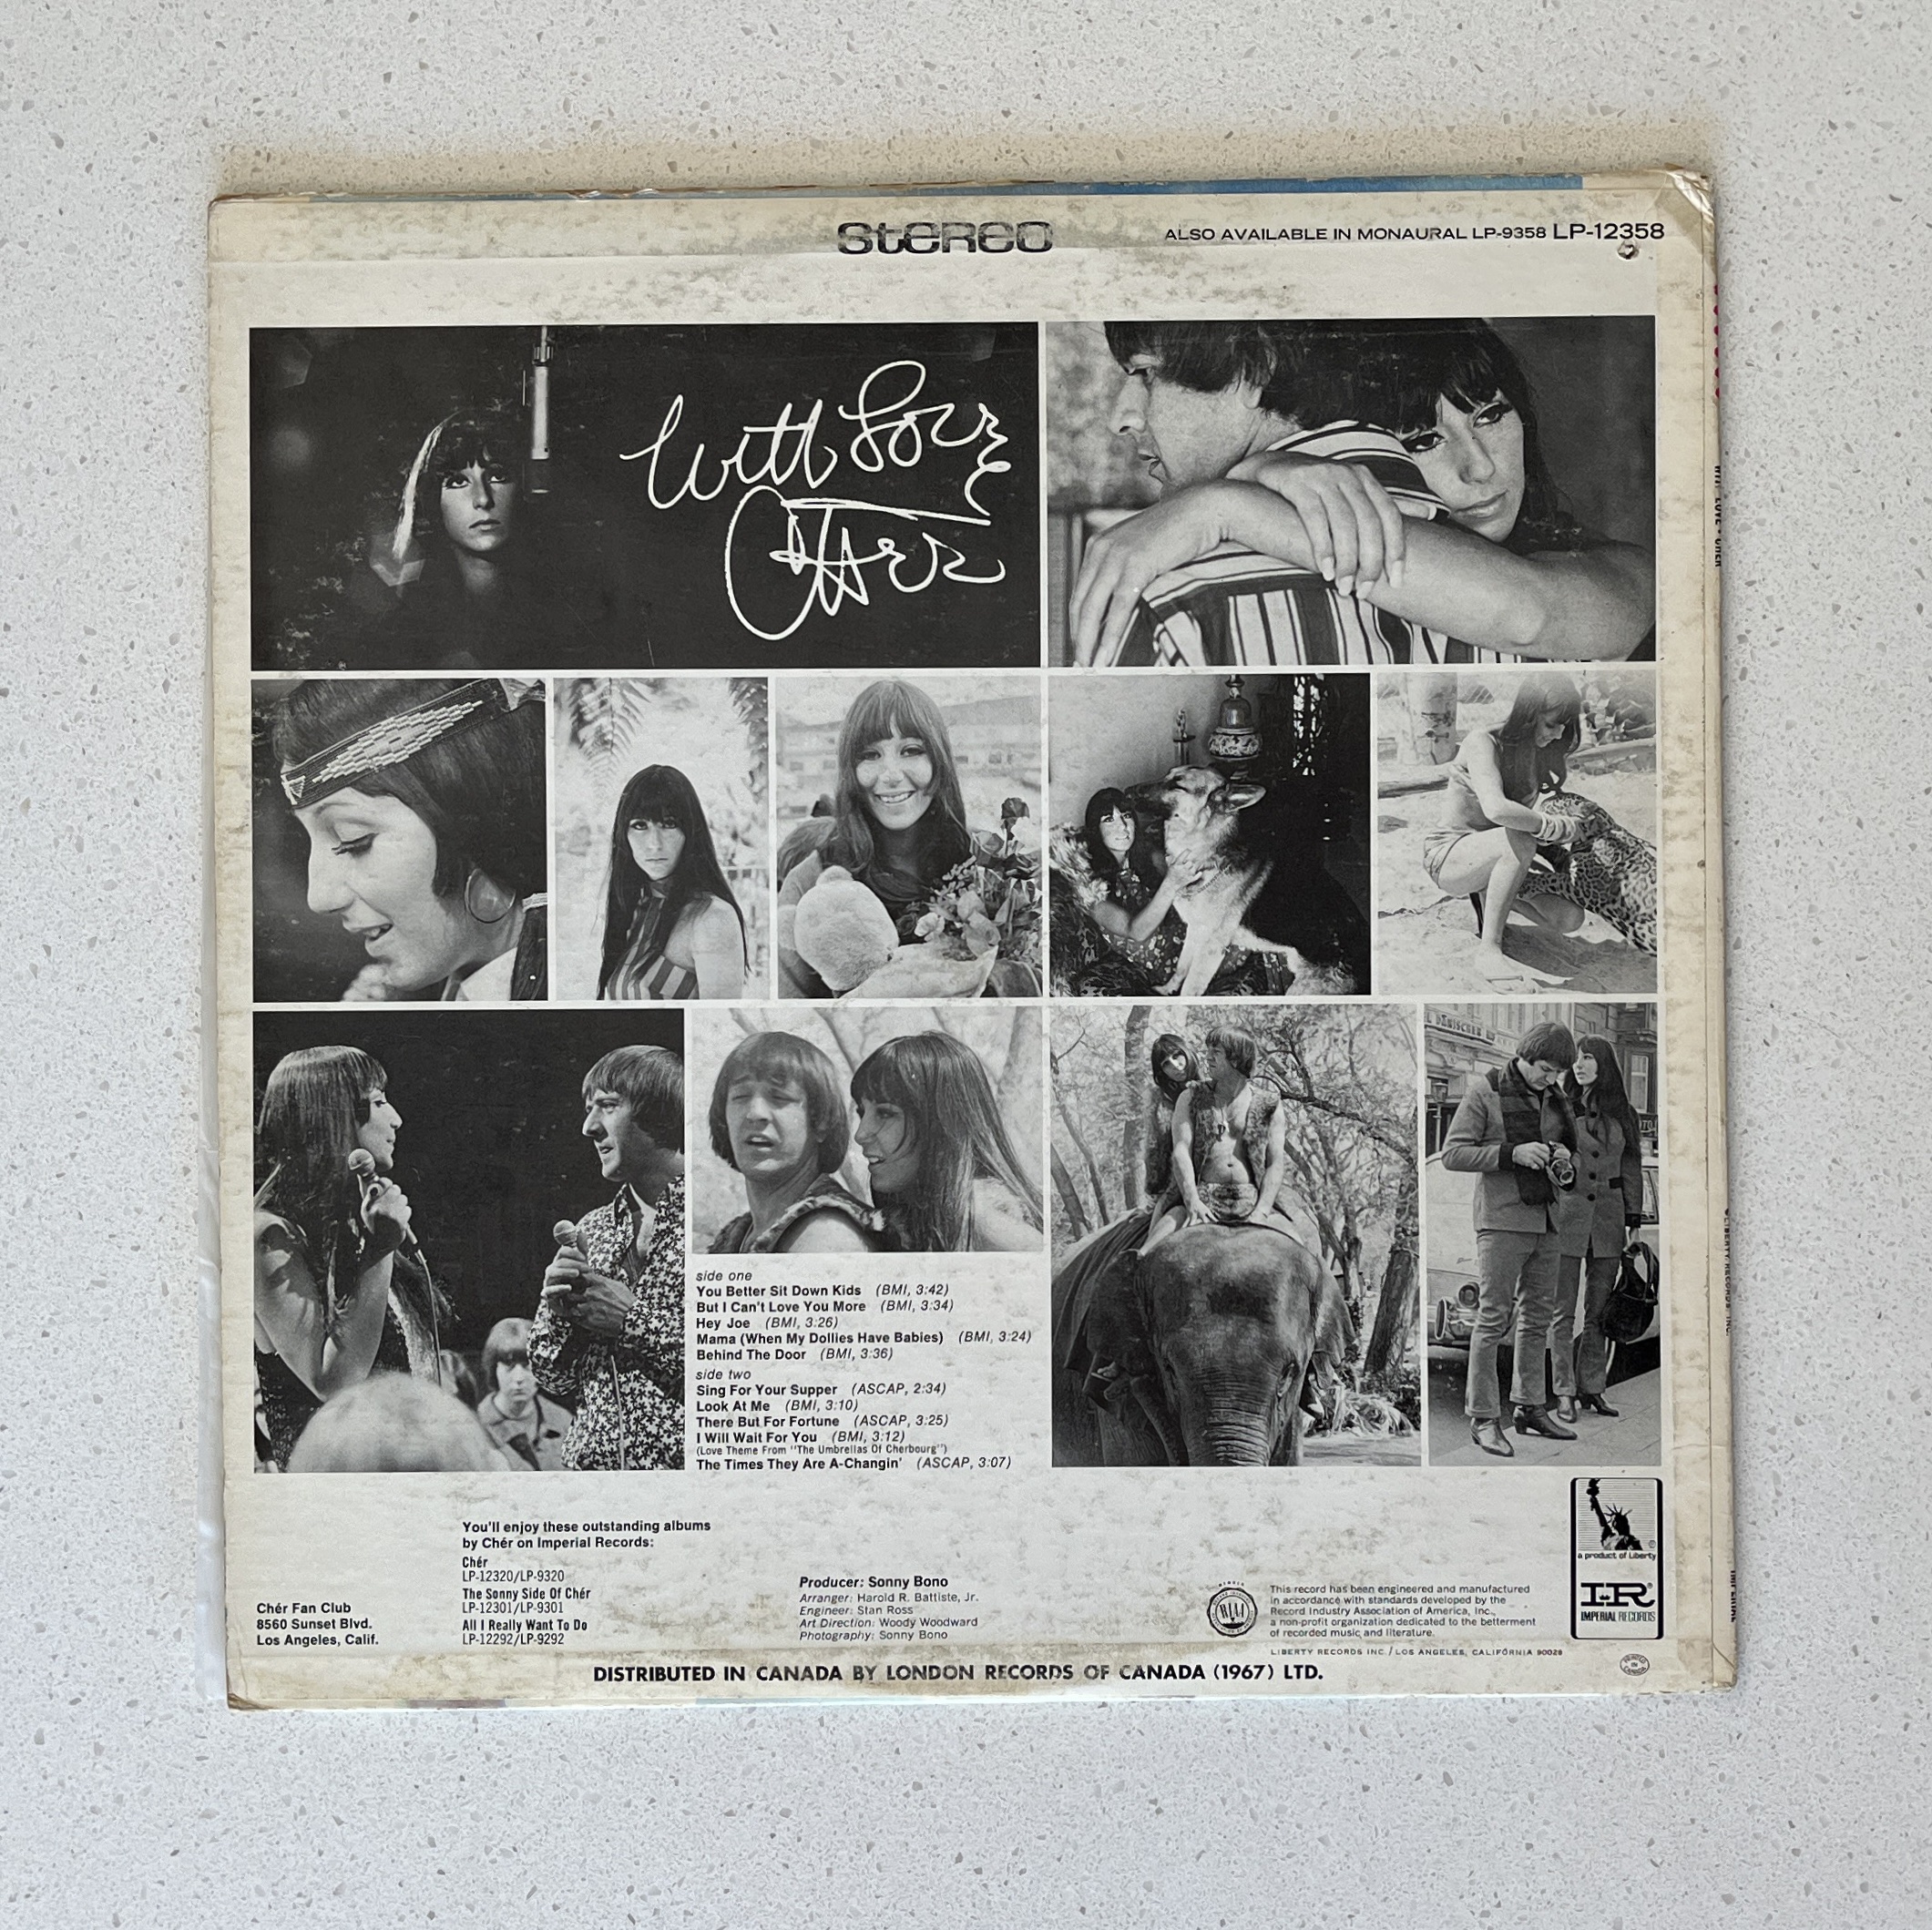 STEREO
ALSO AVAILABLE IN MONAURAL LP-9358 LP-12358
With Love
Chér
side one
You Better Sit Down Kids (BMI, 3:42)
But I Can't Love You More (BMI, 3:34)
Hey Joe (BMI, 3:26)
Mama (When My Dollies Have Babies) (BMI, 3:24)
Behind The Door (BMI, 3:36)
side two
Sing For Your Supper (ASCAP, 2:34)
Look At Me (BMI, 3:10)
There But For Fortune (ASCAP, 3:25)
I Will Wait For You (BMI, 3:12)
(Love Theme From "The Umbrellas Of Cherbourg")
The Times They Are A-Changin' (ASCAP, 3:07)
Chér Fan Club
8560 Sunset Blvd.
Los Angeles, Calif.
You'll enjoy these outstanding albums
by Chér on Imperial Records:
Chér
LP-12320/LP-9320
The Sonny Side Of Chér
LP-12301/LP-9301
All I Really Want To Do
LP-12292/LP-9292
Producer: Sonny Bono
Arranger: Harold R. Battiste, Jr.
Engineer: Stan Ross
Art Direction: Woody Woodward
Photography: Sonny Bono
This record has been engineered and manufactured
in accordance with standards developed by the
Record Industry Association of America, Inc.,
a non-profit organization dedicated to the betterment
of recorded music and literature.
LIBERTY RECORDS INC. / LOS ANGELES, CALIFORNIA 90028
a product of Liberty
IR
IMPERIAL RECORDS
PRINTED IN CANADA
DISTRIBUTED IN CANADA BY LONDON RECORDS OF CANADA (1967) LTD.
WITH LOVE • CHER
LIBERTY RECORDS, INC.